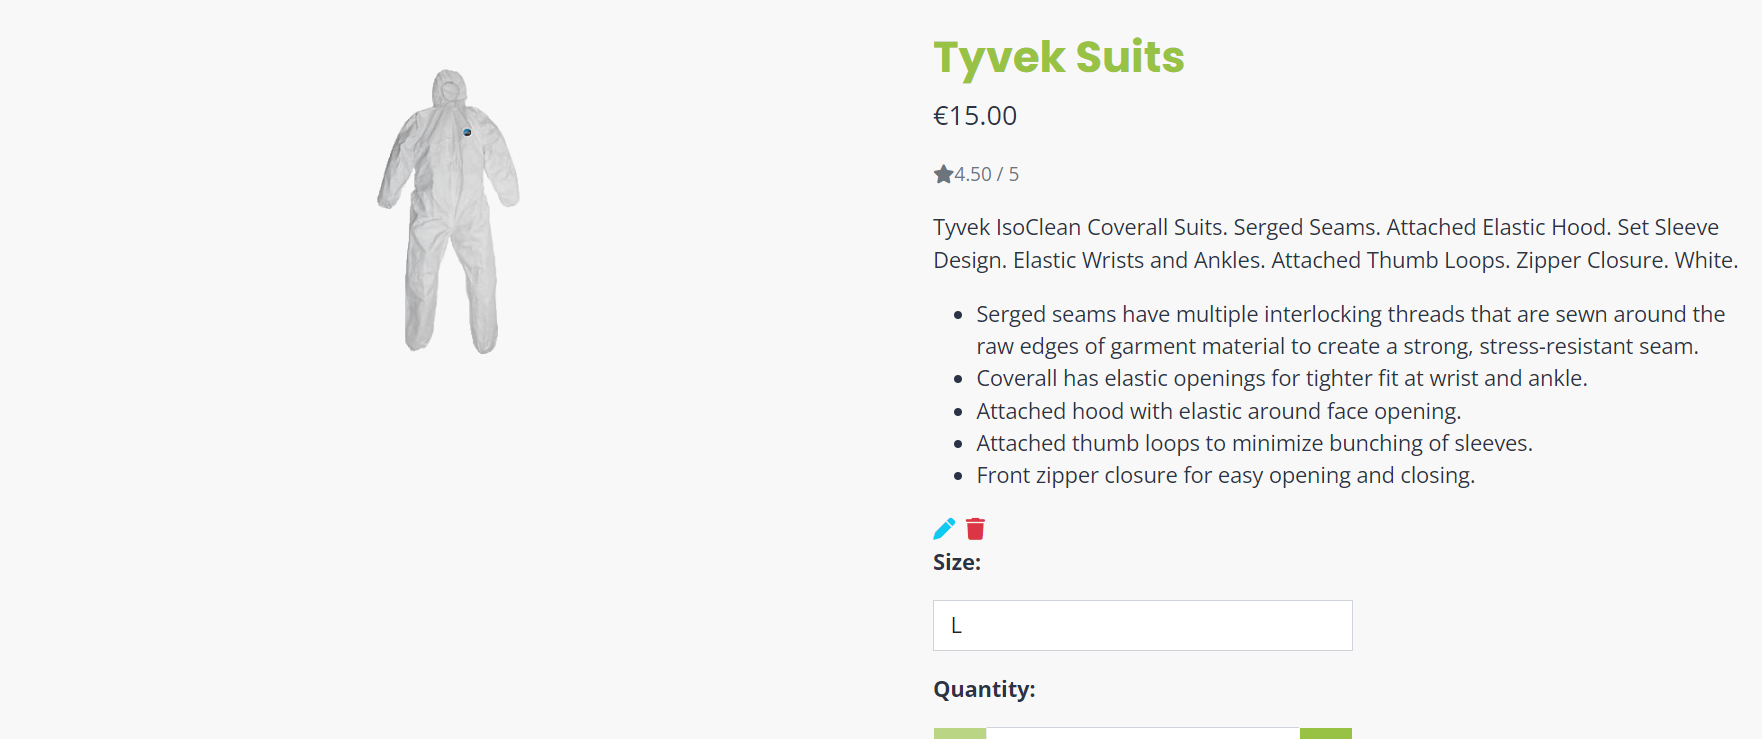 Tyvek Suits
€15.00
4.50 / 5
Tyvek IsoClean Coverall Suits. Serged Seams. Attached Elastic Hood. Set Sleeve
Design. Elastic Wrists and Ankles. Attached Thumb Loops. Zipper Closure. White.
Serged seams have multiple interlocking threads that are sewn around the
raw edges of garment material to create a strong, stress-resistant seam.
Coverall has elastic openings for tighter fit at wrist and ankle.
Attached hood with elastic around face opening.
Attached thumb loops to minimize bunching of sleeves.
Front zipper closure for easy opening and closing.
Size:
L
Quantity: